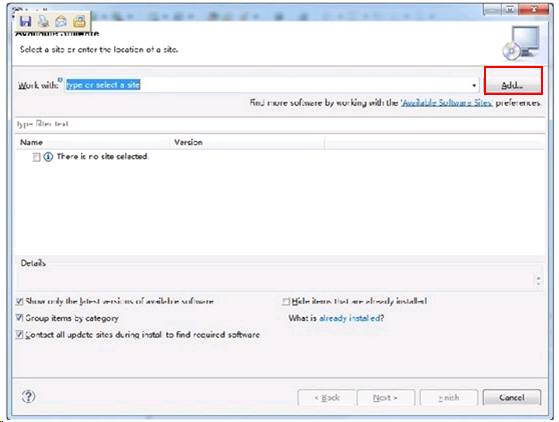 Available Software
Select a site or enter the location of a site.
Work with: type or select a site
Add...
Find more software by working with the 'Available Software Sites' preferences.
type filter text
Name Version
There is no site selected.
Details
Show only the latest versions of available software
Hide items that are already installed
Group items by category
What is already installed?
Contact all update sites during install to find required software
< Back
Next >
Finish
Cancel